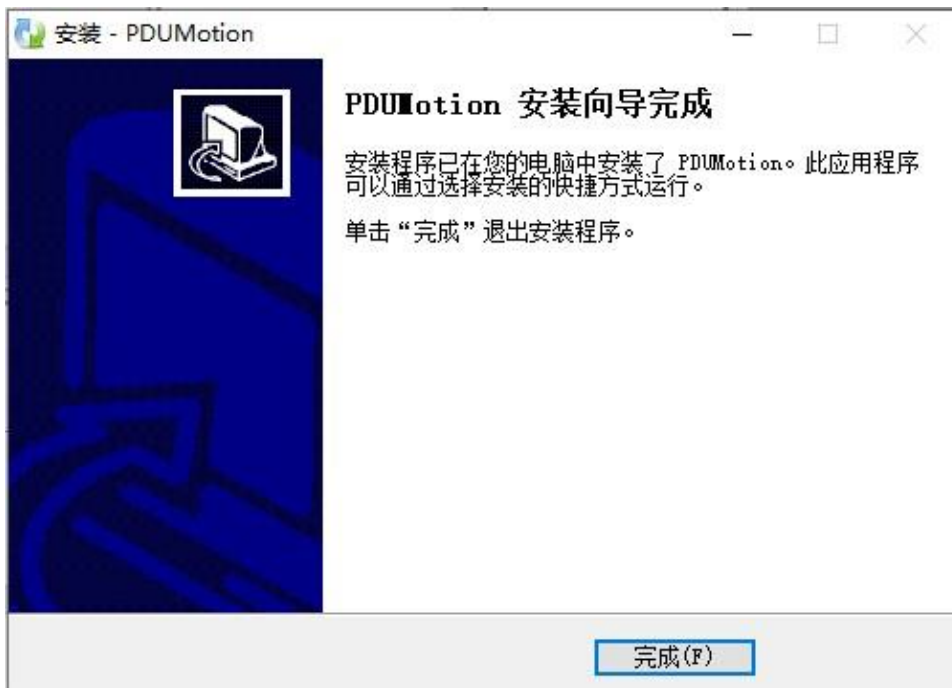 安装 - PDUMotion
PDUMotion 安装向导完成
安装程序已在您的电脑中安装了 PDUMotion。此应用程序
可以通过选择安装的快捷方式运行。
单击“完成”退出安装程序。
完成(F)